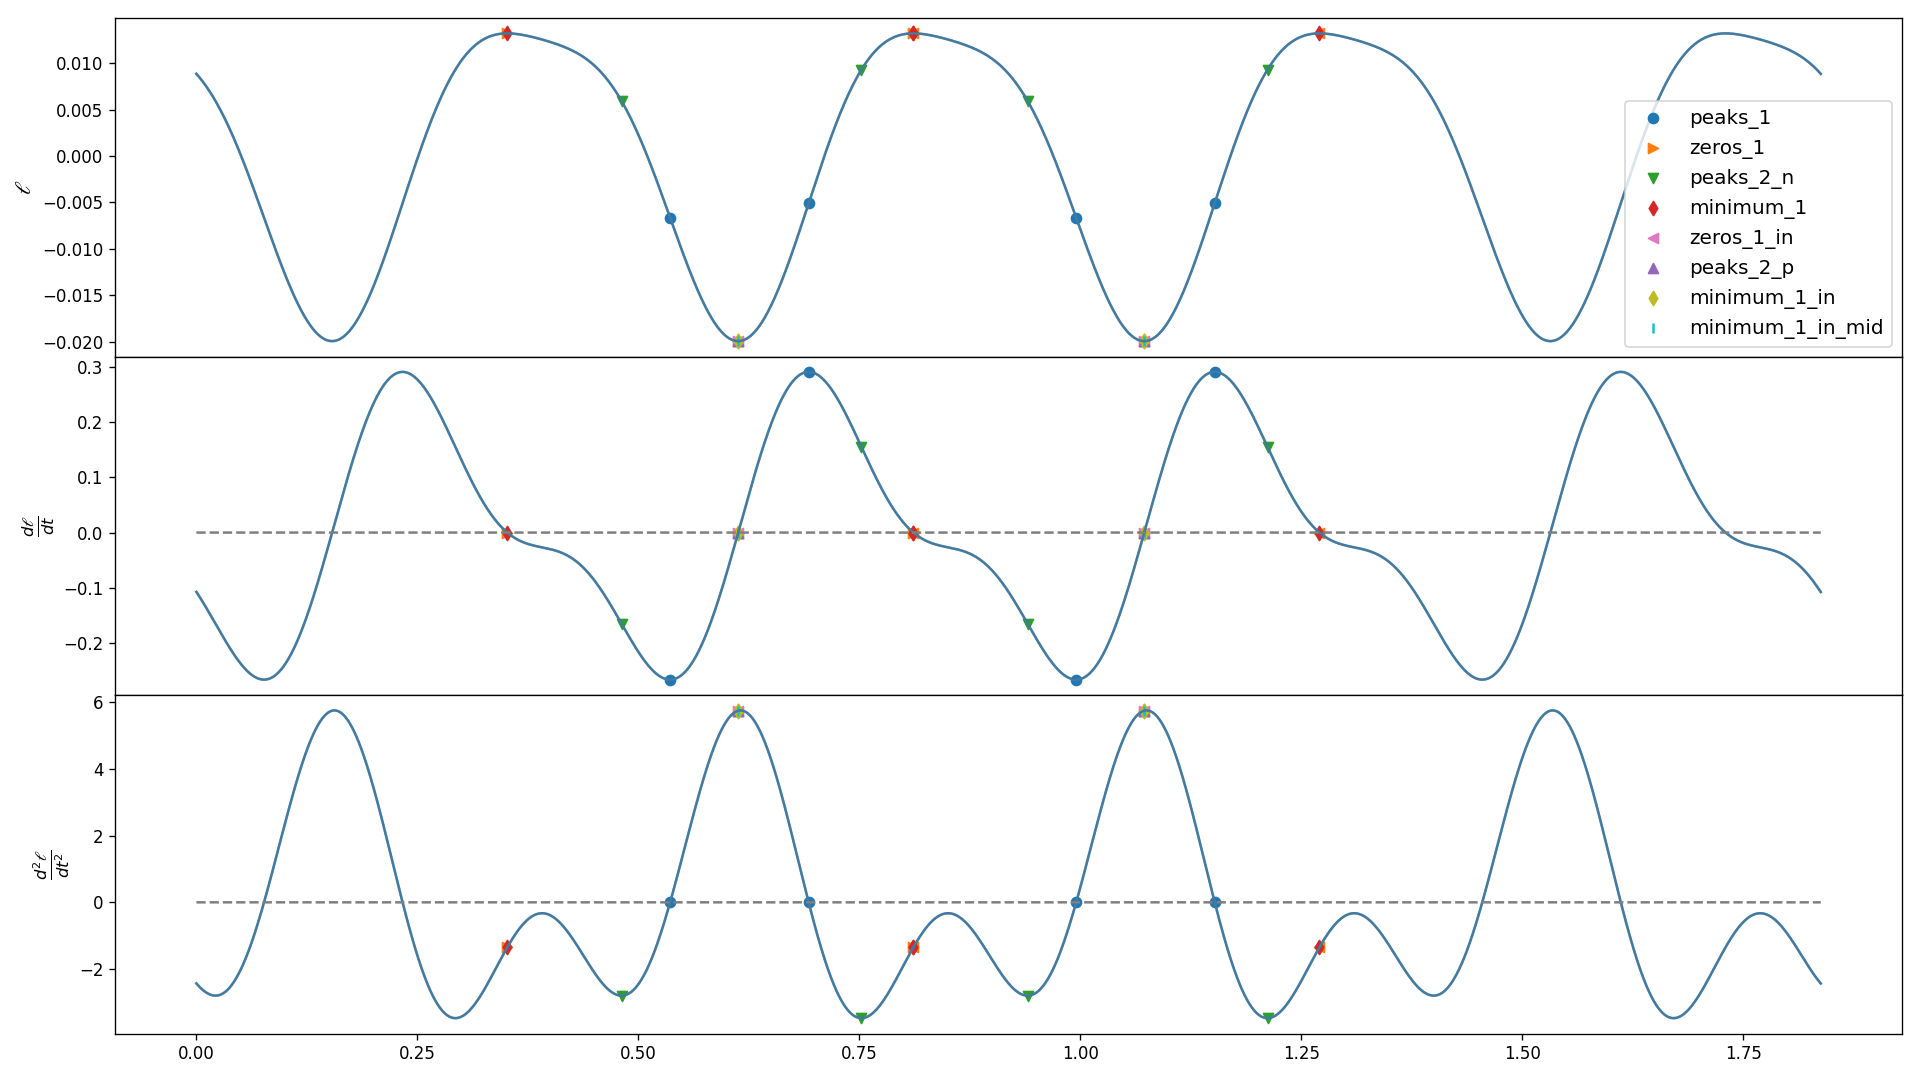 0.010
0.005
0.000
−0.005
−0.010
−0.015
−0.020
ℓ
peaks_1
zeros_1
peaks_2_n
minimum_1
zeros_1_in
peaks_2_p
minimum_1_in
minimum_1_in_mid
0.3
0.2
0.1
0.0
−0.1
−0.2
dℓ
dt
6
4
2
0
−2
d²ℓ
dt²
0.00 0.25 0.50 0.75 1.00 1.25 1.50 1.75